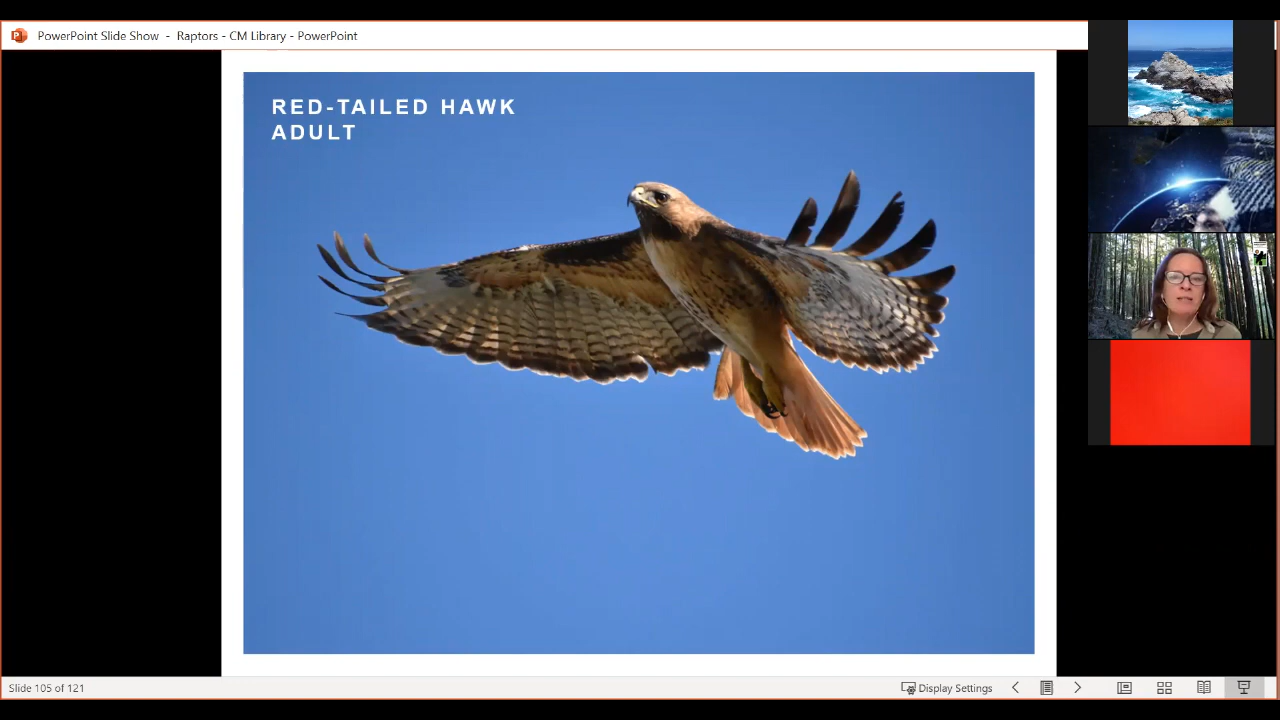 PowerPoint Slide Show - Raptors - CM Library - PowerPoint
RED-TAILED HAWK
ADULT
Slide 105 of 121
Display Settings